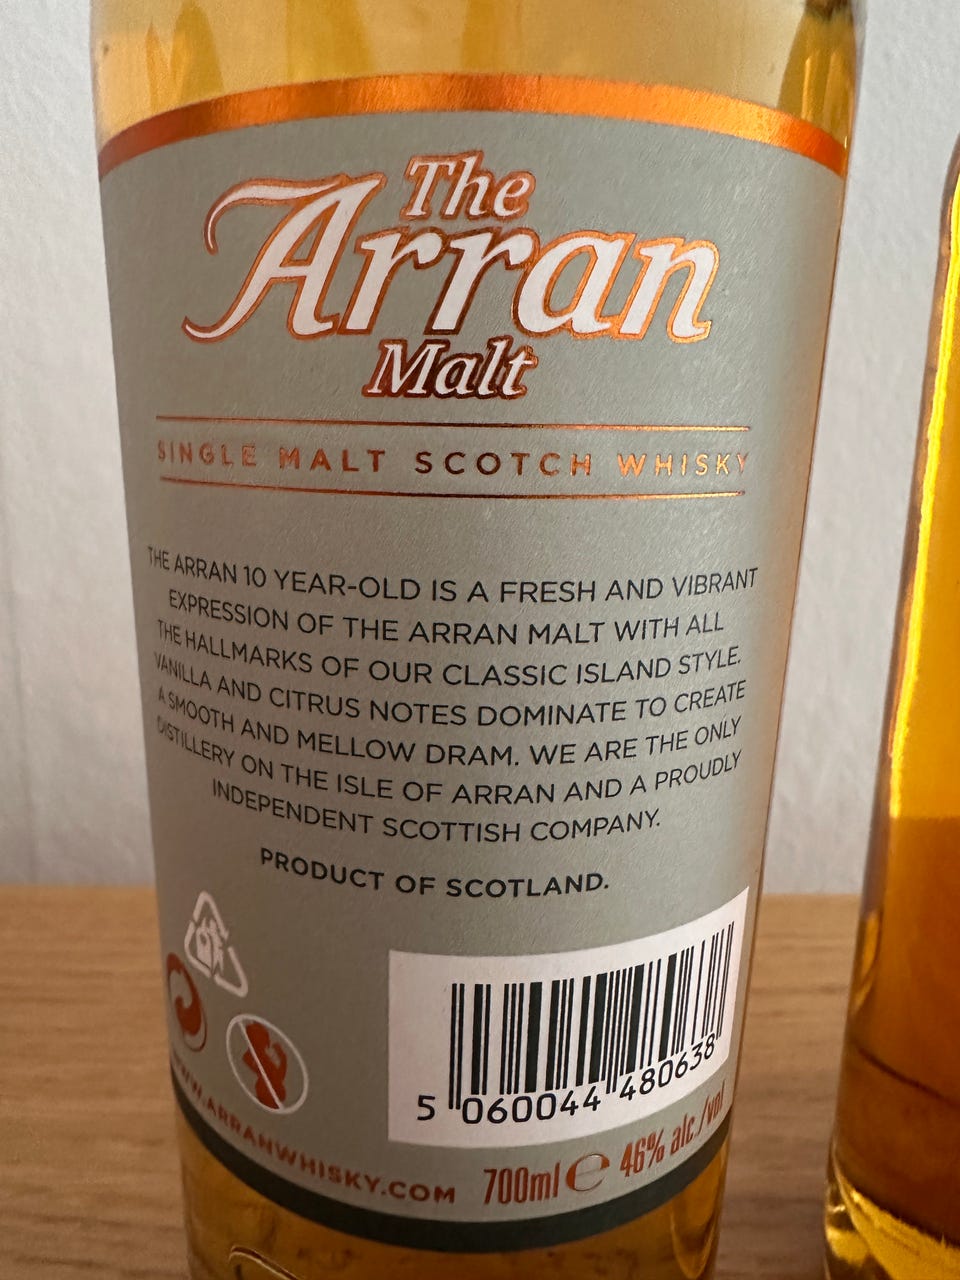 The
Arran
Malt
SINGLE MALT SCOTCH WHISKY
THE ARRAN 10 YEAR-OLD IS A FRESH AND VIBRANT
EXPRESSION OF THE ARRAN MALT WITH ALL
THE HALLMARKS OF OUR CLASSIC ISLAND STYLE.
VANILLA AND CITRUS NOTES DOMINATE TO CREATE
A SMOOTH AND MELLOW DRAM. WE ARE THE ONLY
DISTILLERY ON THE ISLE OF ARRAN AND A PROUDLY
INDEPENDENT SCOTTISH COMPANY.
PRODUCT OF SCOTLAND.
5 060044 480638
WWW.ARRANWHISKY.COM
700ml e 46% alc./vol